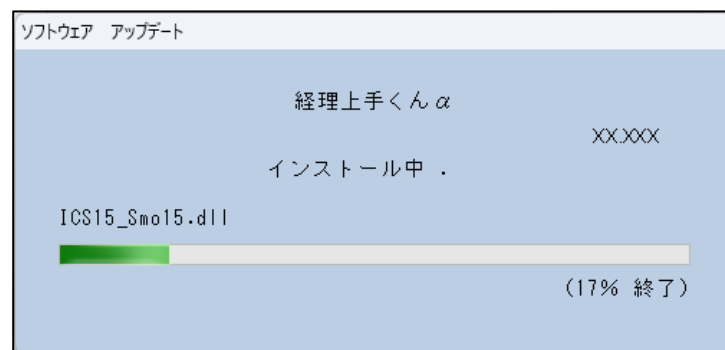 ソフトウェア アップデート
経理上手くんα
XX.XXX
インストール中 .
ICS15_Smo15.dll
(17% 終了)